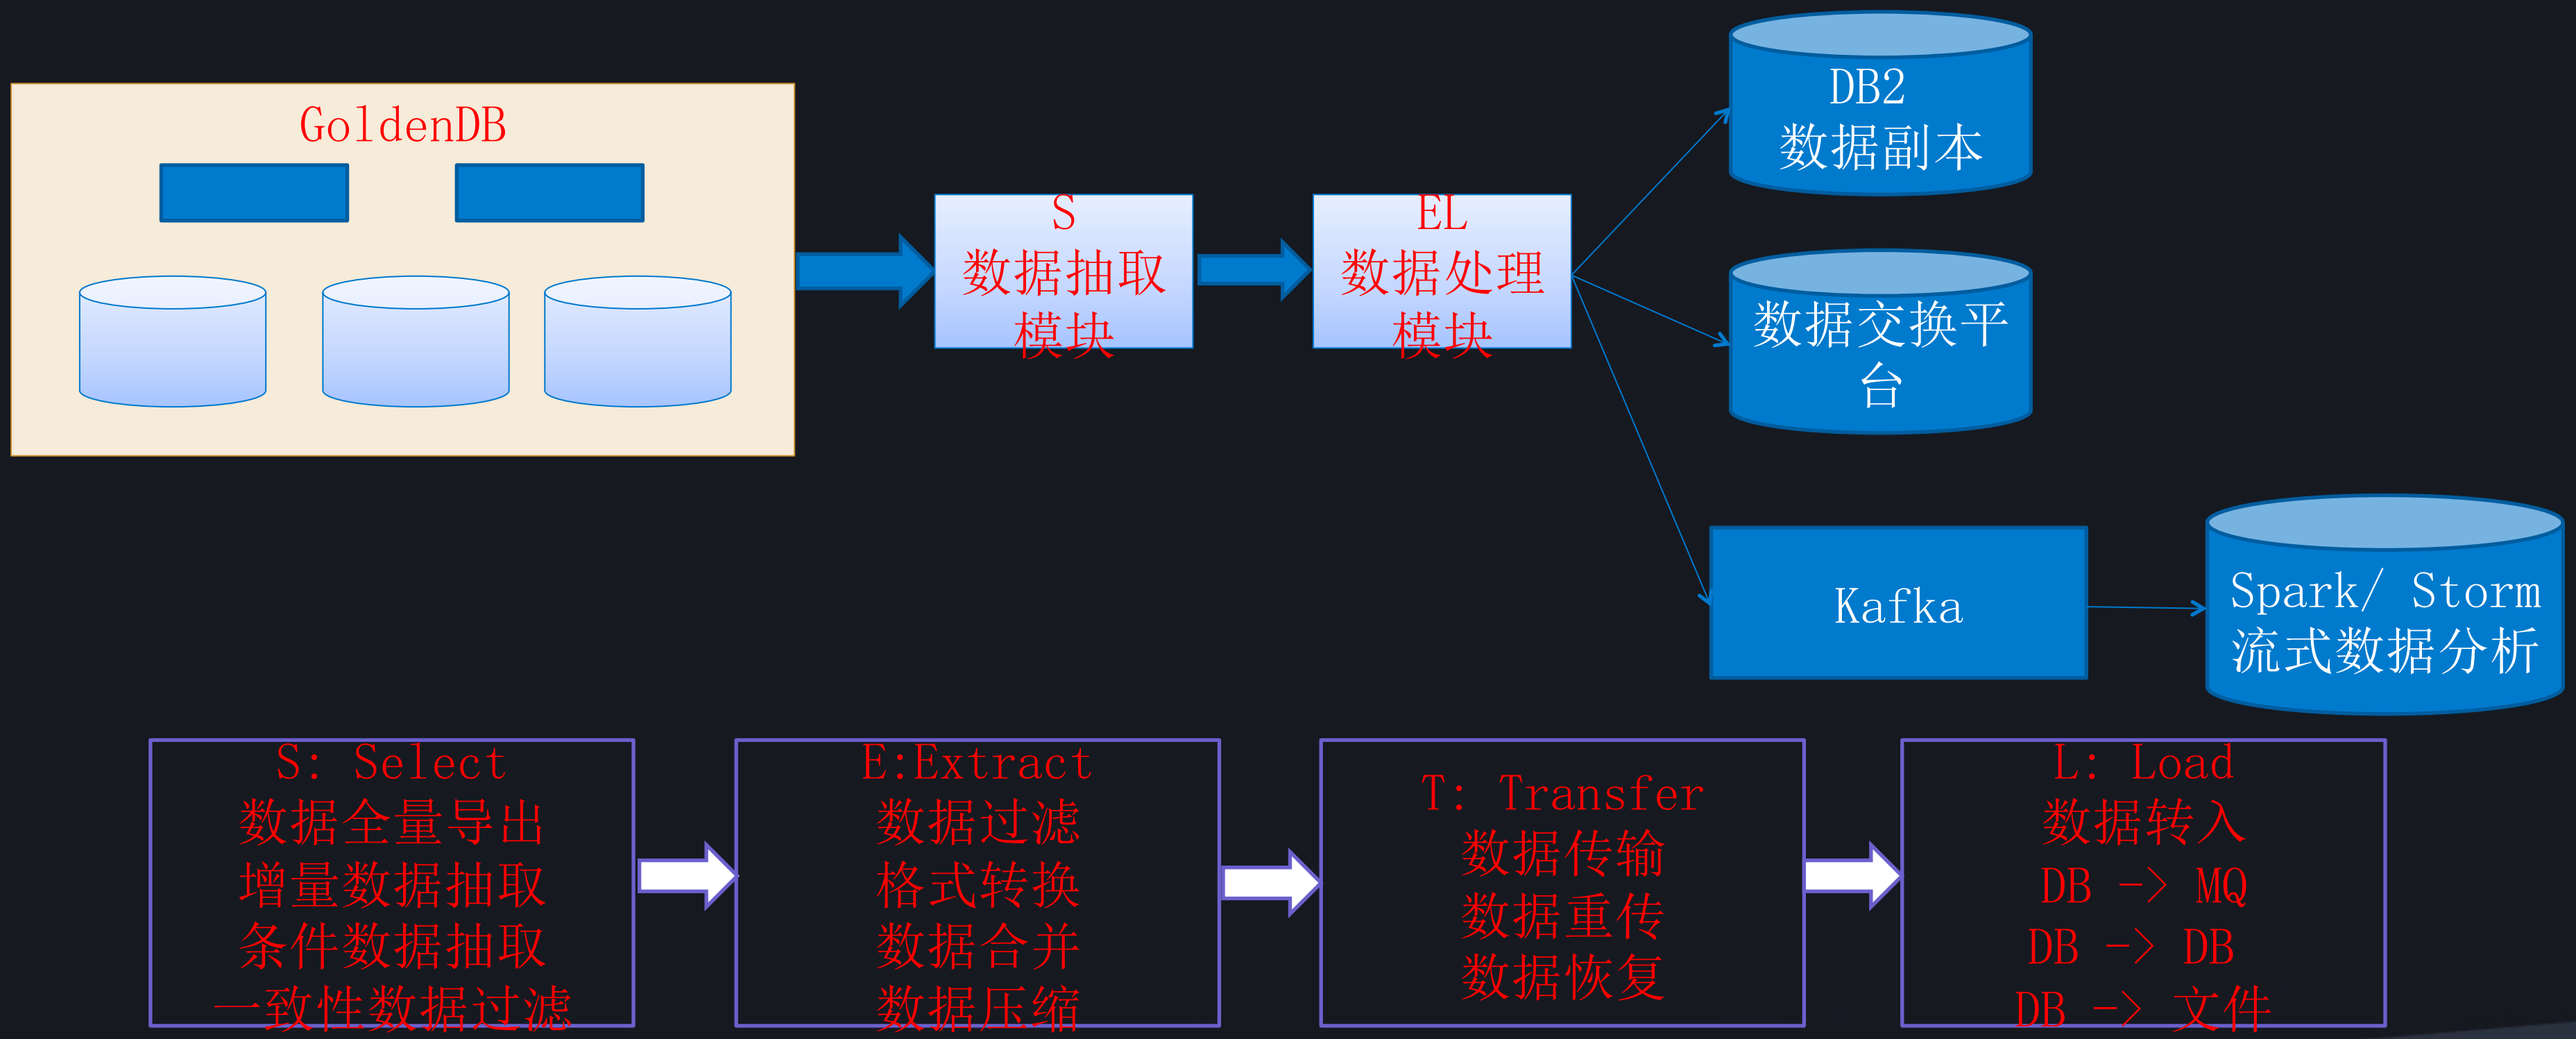 GoldenDB
S
数据抽取
模块
EL
数据处理
模块
DB2
数据副本
数据交换平
台
Kafka
Spark/ Storm
流式数据分析
S: Select
数据全量导出
增量数据抽取
条件数据抽取
一致性数据过滤
E:Extract
数据过滤
格式转换
数据合并
数据压缩
T: Transfer
数据传输
数据重传
数据恢复
L: Load
数据转入
DB -> MQ
DB -> DB
DB -> 文件